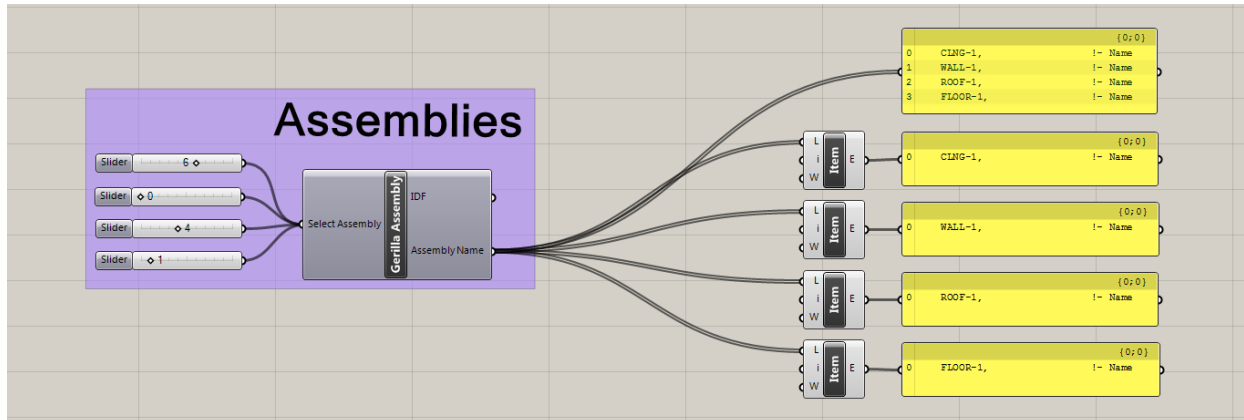 Assemblies
Slider 6
Slider 0
Slider 4
Slider 1
Select Assembly
Gerilla Assembly
IDF
Assembly Name
{0;0}
0 CLNG-1, !- Name
1 WALL-1, !- Name
2 ROOF-1, !- Name
3 FLOOR-1, !- Name
L
i
W
Item
E
{0;0}
0 CLNG-1, !- Name
L
i
W
Item
E
{0;0}
0 WALL-1, !- Name
L
i
W
Item
E
{0;0}
0 ROOF-1, !- Name
L
i
W
Item
E
{0;0}
0 FLOOR-1, !- Name